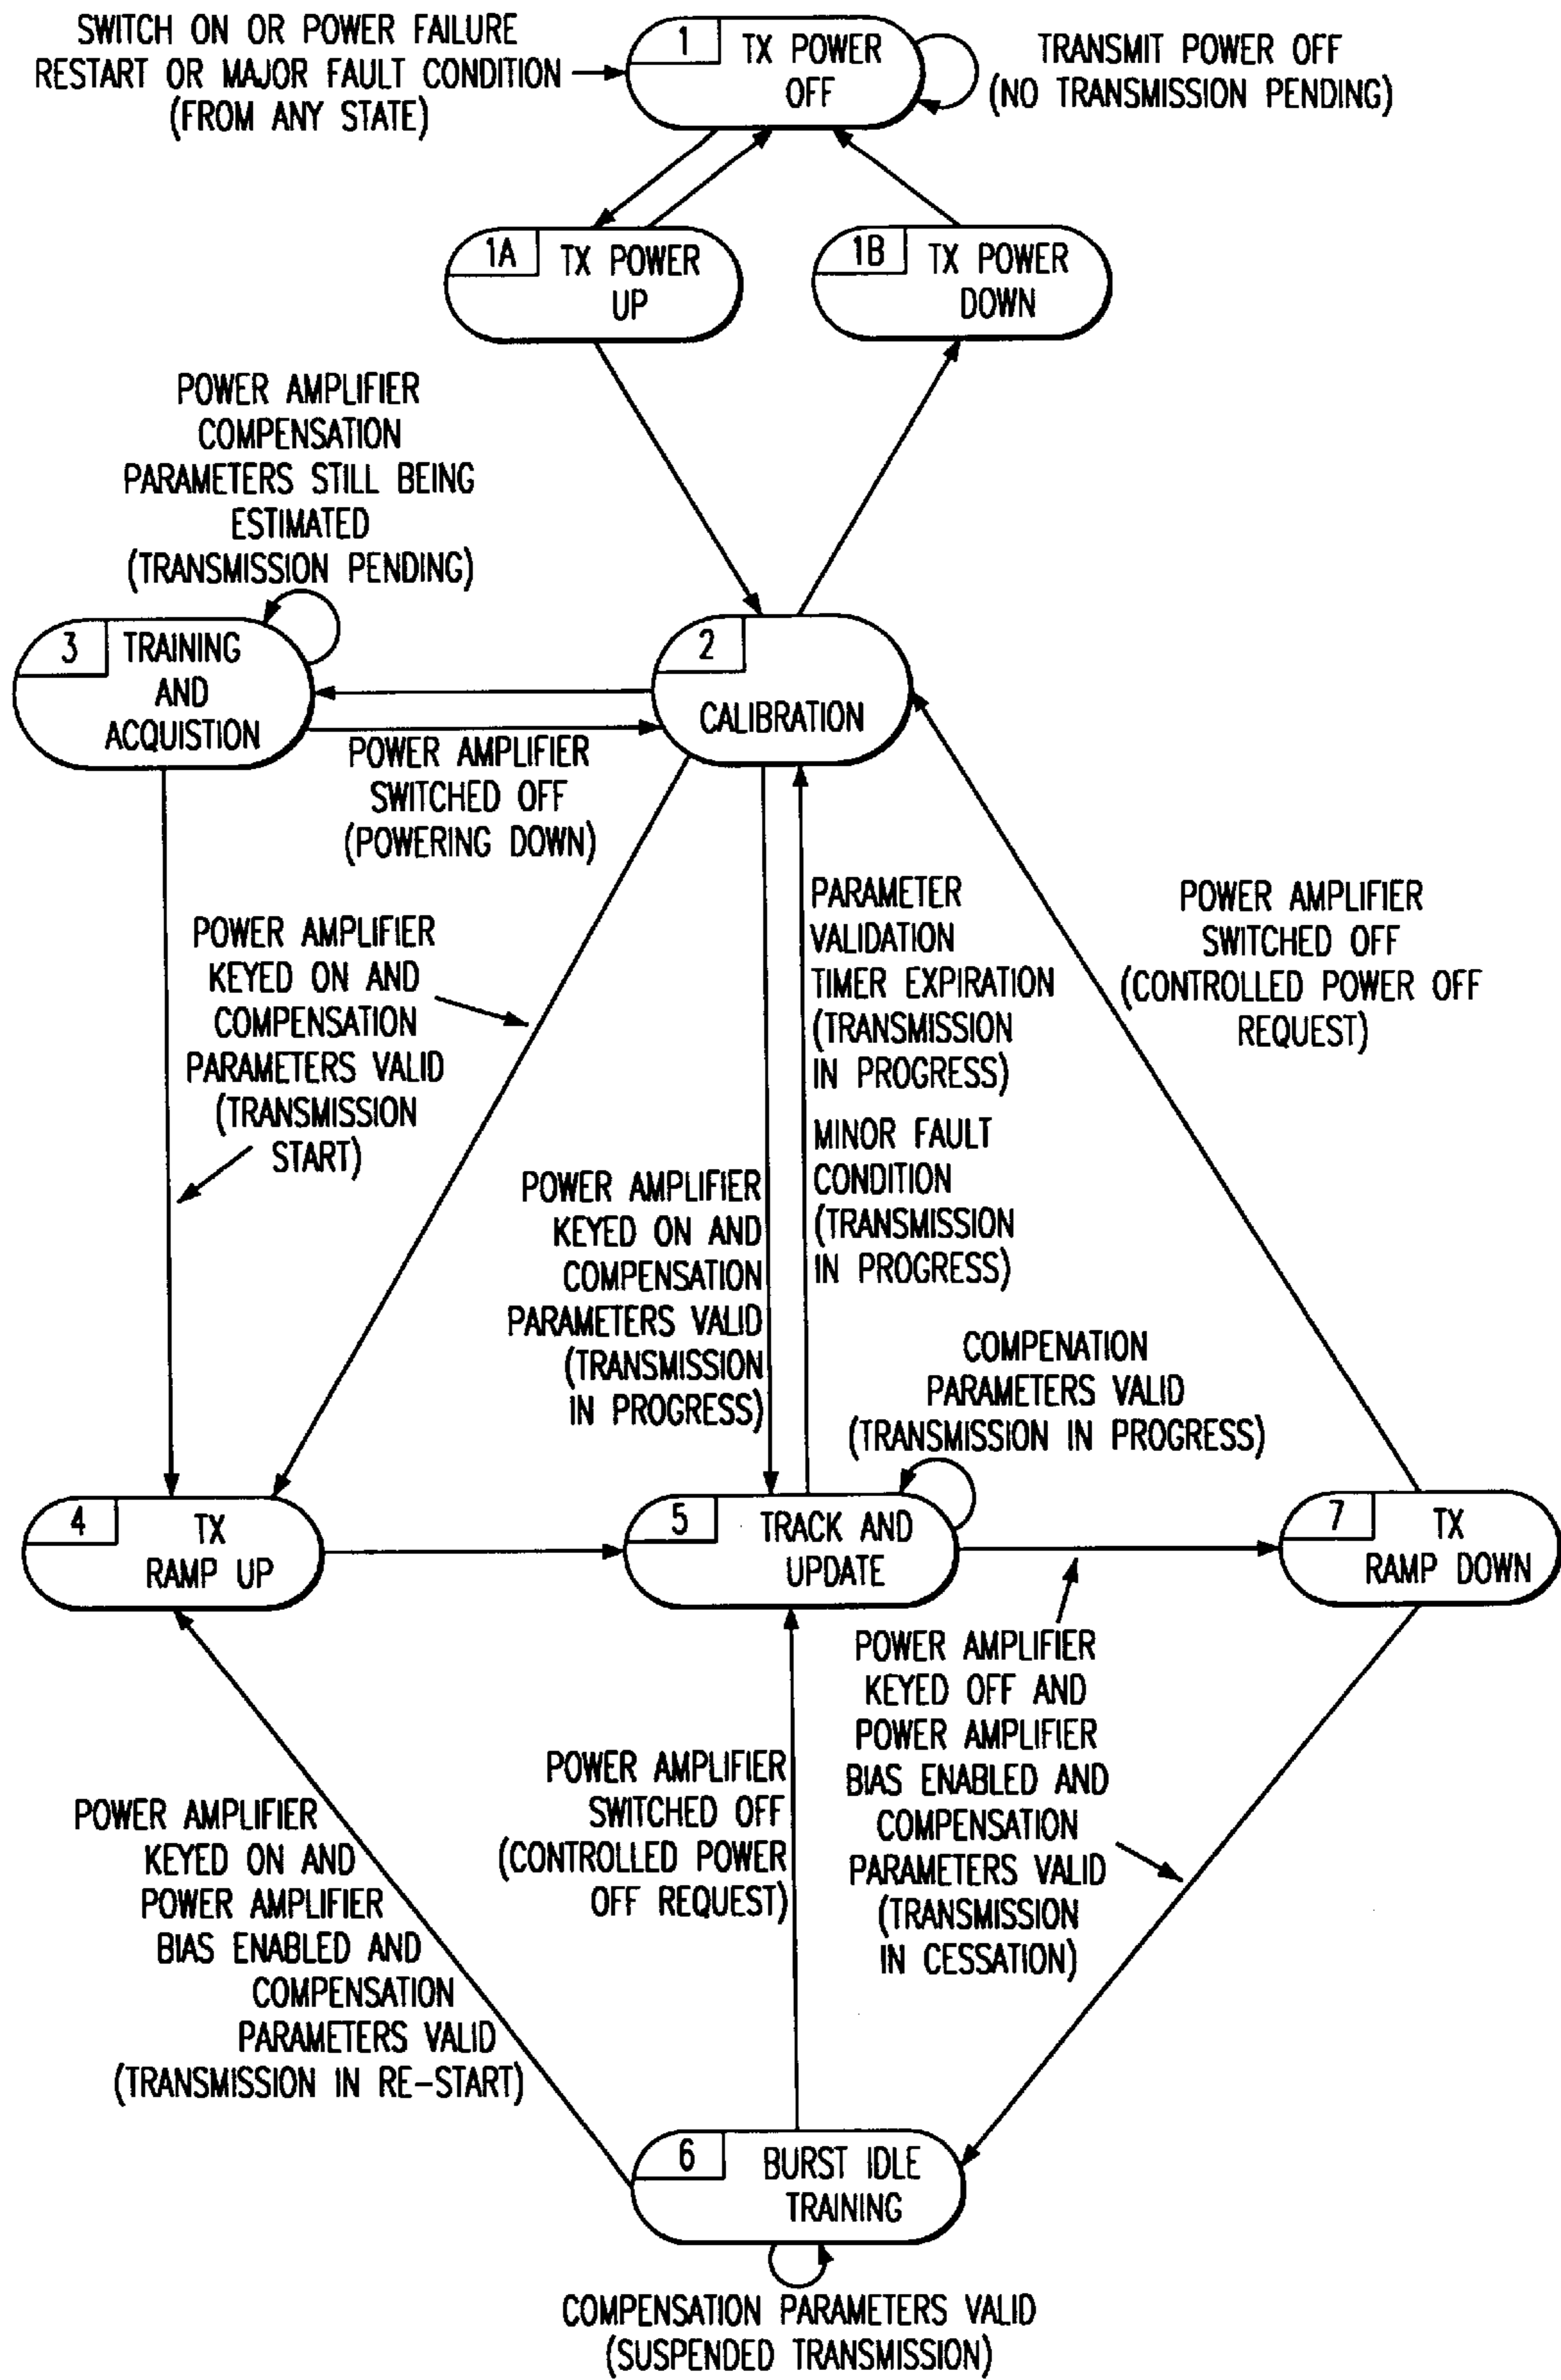 SWITCH ON OR POWER FAILURE
RESTART OR MAJOR FAULT CONDITION
(FROM ANY STATE)
1
TX POWER
OFF
TRANSMIT POWER OFF
(NO TRANSMISSION PENDING)
1A
TX POWER
UP
1B
TX POWER
DOWN
POWER AMPLIFIER
COMPENSATION
PARAMETERS STILL BEING
ESTIMATED
(TRANSMISSION PENDING)
3
TRAINING
AND
ACQUISTION
2
CALIBRATION
POWER AMPLIFIER
SWITCHED OFF
(POWERING DOWN)
POWER AMPLIFIER
KEYED ON AND
COMPENSATION
PARAMETERS VALID
(TRANSMISSION
START)
PARAMETER
VALIDATION
TIMER EXPIRATION
(TRANSMISSION
IN PROGRESS)
MINOR FAULT
CONDITION
(TRANSMISSION
IN PROGRESS)
POWER AMPLIFIER
SWITCHED OFF
(CONTROLLED POWER OFF
REQUEST)
POWER AMPLIFIER
KEYED ON AND
COMPENSATION
PARAMETERS VALID
(TRANSMISSION
IN PROGRESS)
COMPENATION
PARAMETERS VALID
(TRANSMISSION IN PROGRESS)
4
TX
RAMP UP
5
TRACK AND
UPDATE
7
TX
RAMP DOWN
POWER AMPLIFIER
KEYED OFF AND
POWER AMPLIFIER
BIAS ENABLED AND
COMPENSATION
PARAMETERS VALID
(TRANSMISSION
IN CESSATION)
POWER AMPLIFIER
SWITCHED OFF
(CONTROLLED POWER
OFF REQUEST)
POWER AMPLIFIER
KEYED ON AND
POWER AMPLIFIER
BIAS ENABLED AND
COMPENSATION
PARAMETERS VALID
(TRANSMISSION IN RE-START)
6
BURST IDLE
TRAINING
COMPENSATION PARAMETERS VALID
(SUSPENDED TRANSMISSION)